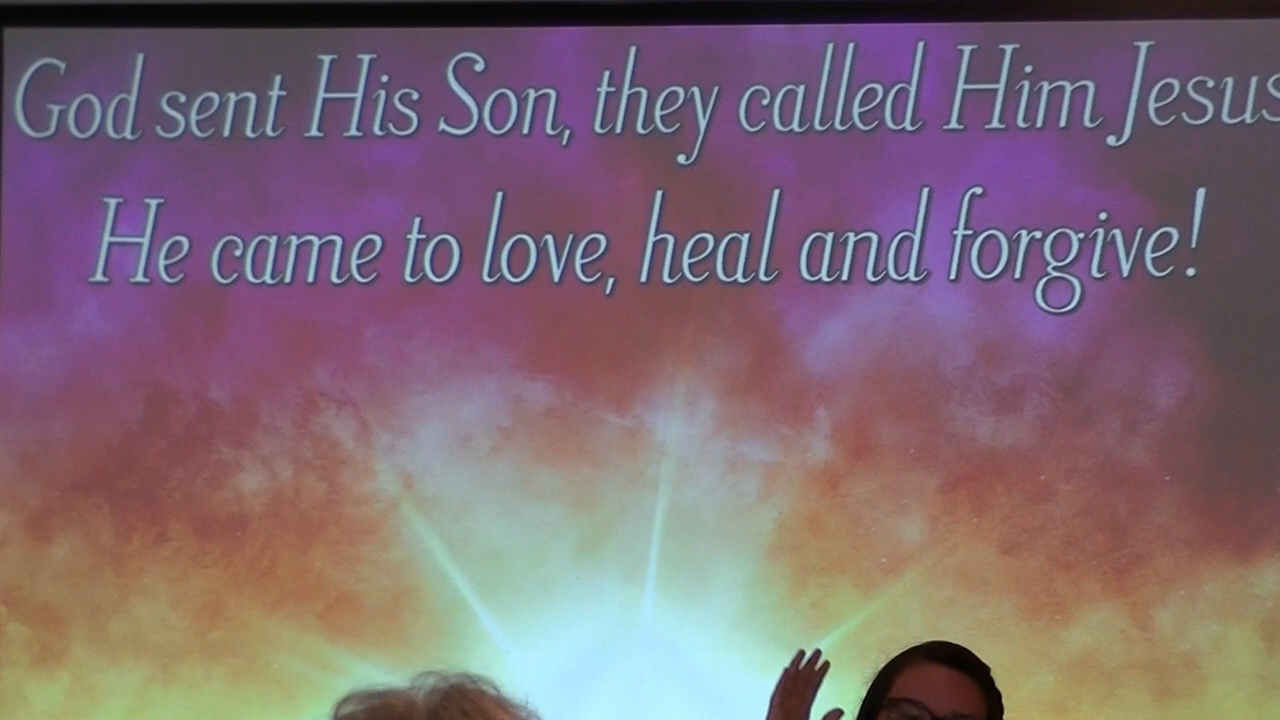 God sent His Son, they called Him Jesus
He came to love, heal and forgive!